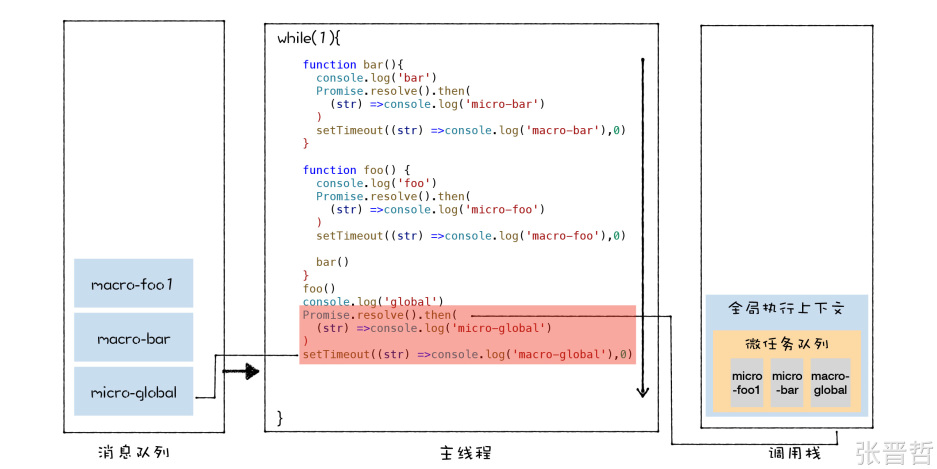 while(1){
function bar(){
console.log('bar')
Promise.resolve().then(
(str) =>console.log('micro-bar')
)
setTimeout((str) =>console.log('macro-bar'),0)
}
function foo() {
console.log('foo')
Promise.resolve().then(
(str) =>console.log('micro-foo')
)
setTimeout((str) =>console.log('macro-foo'),0)
bar()
}
foo()
console.log('global')
Promise.resolve().then(
(str) =>console.log('micro-global')
)
setTimeout((str) =>console.log('macro-global'),0)
}
macro-foo1
macro-bar
micro-global
全局执行上下文
微任务队列
micro
-foo1
micro
-bar
macro-
global
消息队列
主线程
调用栈
张晋哲